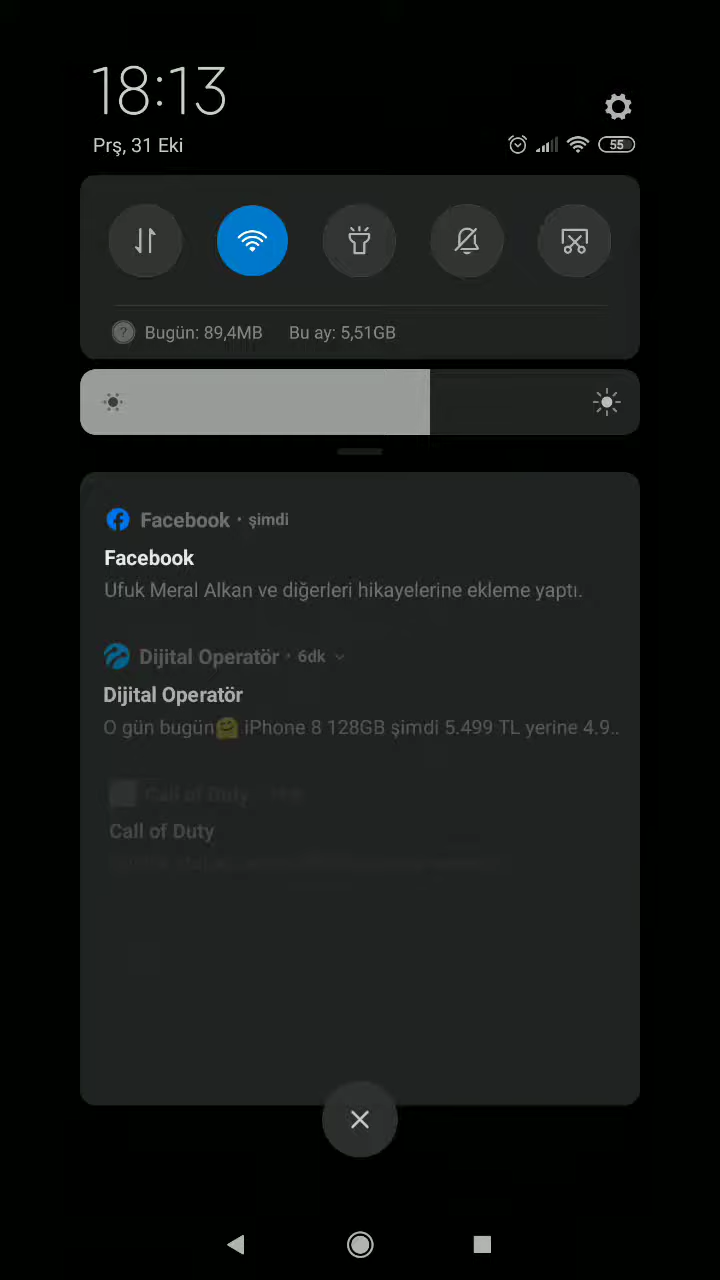 18:13
Prş, 31 Eki
55
Bugün: 89,4MB Bu ay: 5,51GB
Facebook • şimdi
Facebook
Ufuk Meral Alkan ve diğerleri hikayelerine ekleme yaptı.
Dijital Operatör • 6dk
Dijital Operatör
O gün bugün🤗 iPhone 8 128GB şimdi 5.499 TL yerine 4.9..
Call of Duty
Call of Duty